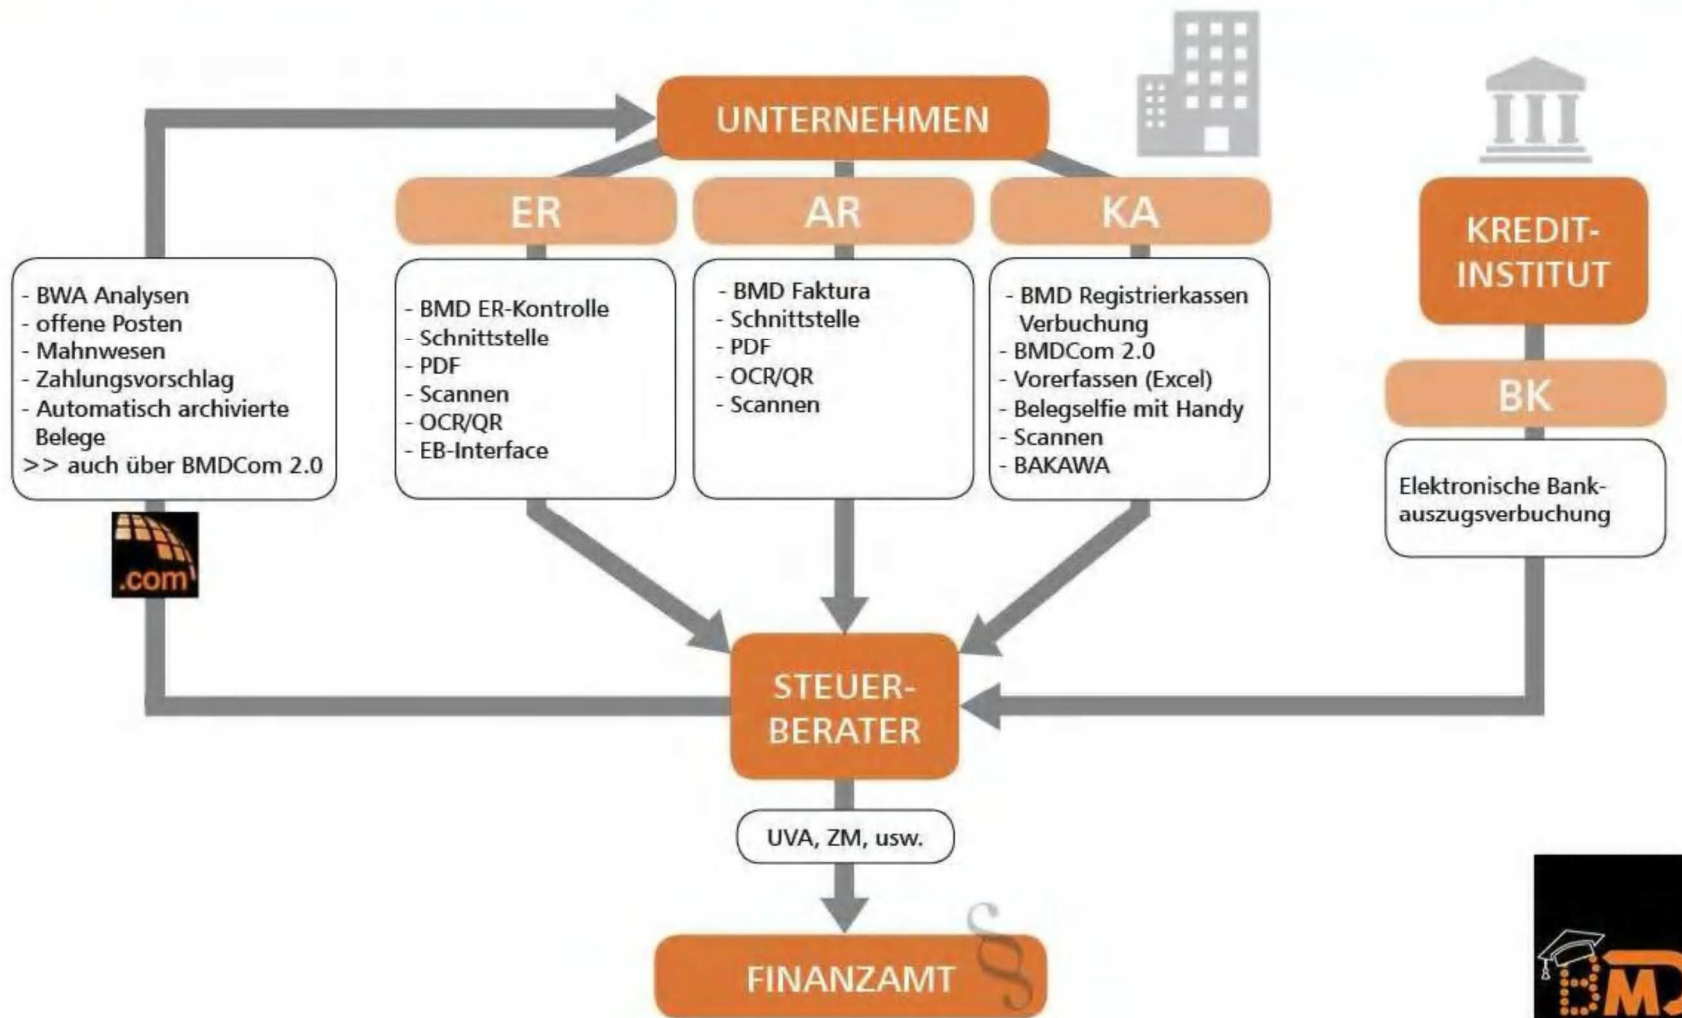 UNTERNEHMEN
ER
AR
KA
KREDIT-
INSTITUT
BK
- BWA Analysen
- offene Posten
- Mahnwesen
- Zahlungsvorschlag
- Automatisch archivierte
Belege
>> auch über BMDCom 2.0
- BMD ER-Kontrolle
- Schnittstelle
- PDF
- Scannen
- OCR/QR
- EB-Interface
- BMD Faktura
- Schnittstelle
- PDF
- OCR/QR
- Scannen
- BMD Registrierkassen
Verbuchung
- BMDCom 2.0
- Vorerfassen (Excel)
- Belegselfie mit Handy
- Scannen
- BAKAWA
Elektronische Bank-
auszugsverbuchung
.com
STEUER-
BERATER
UVA, ZM, usw.
FINANZAMT
§
BMD